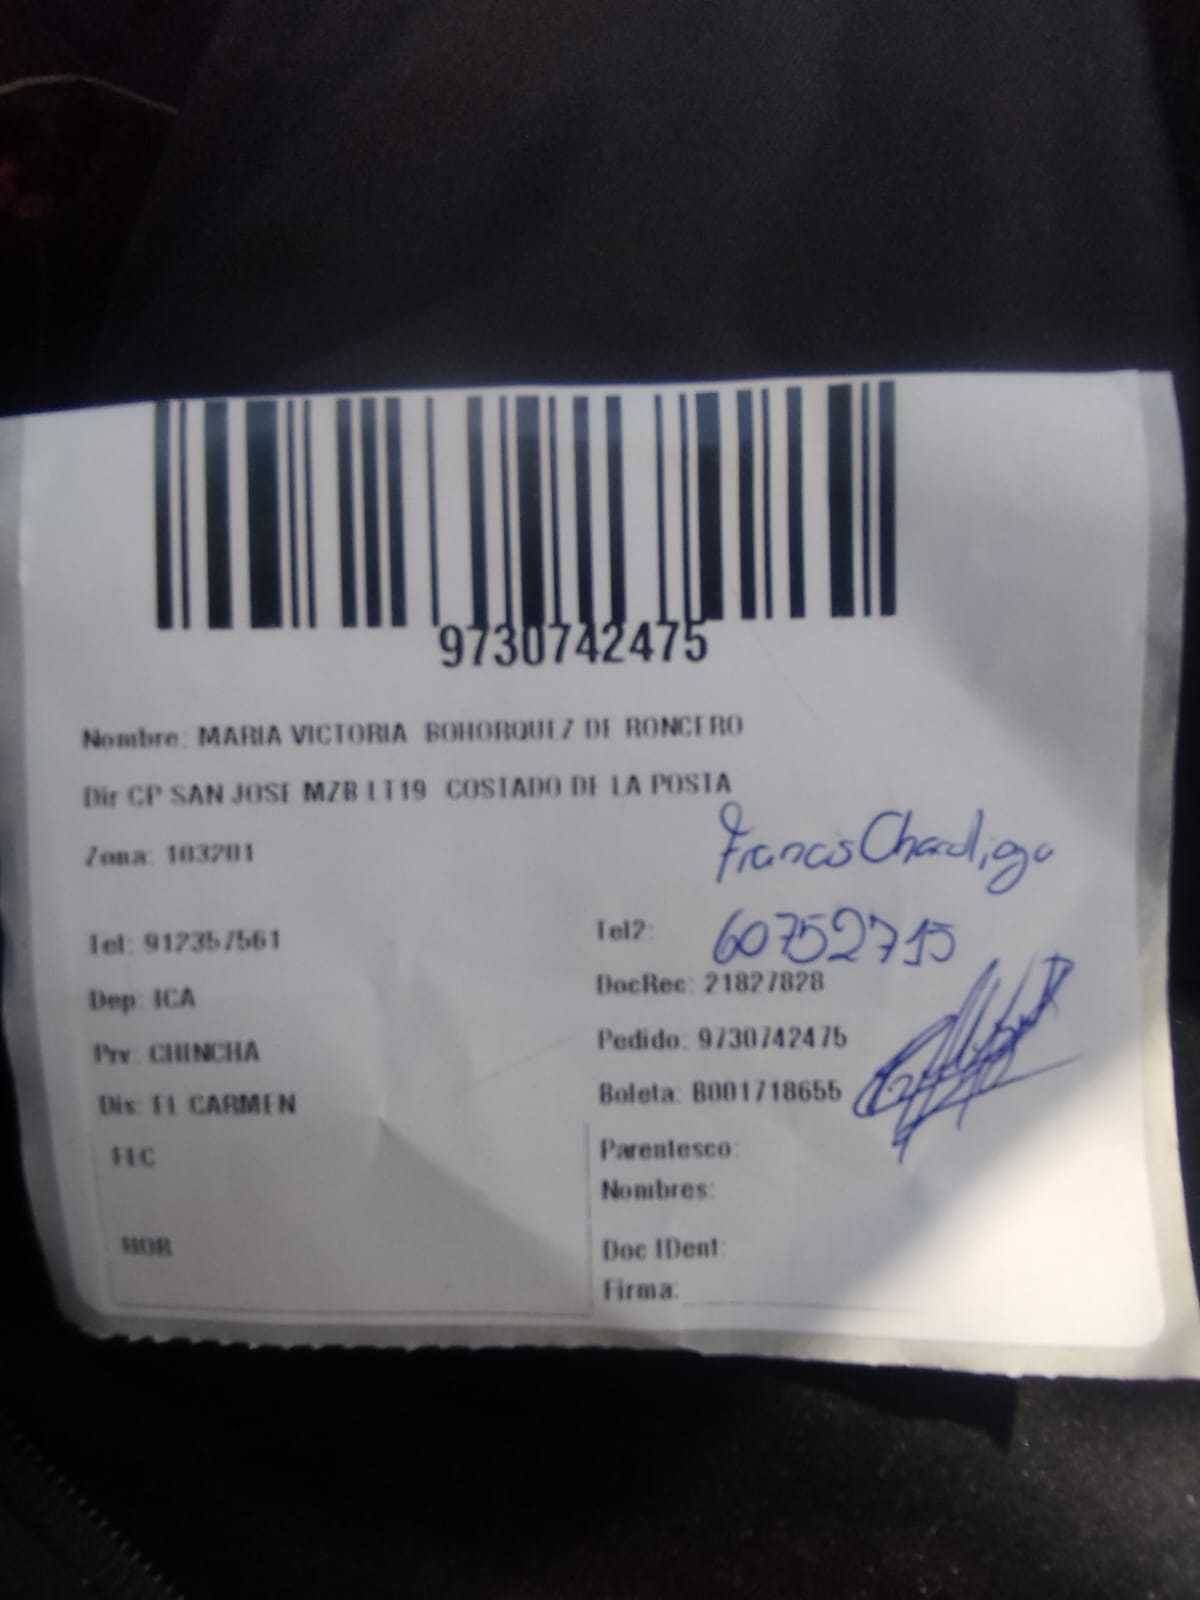 9730742475
Nombre: MARIA VICTORIA BOHORQUEZ DE RONCERO
Dir CP SAN JOSE MZB LT19 COSTADO DE LA POSTA
Zona: 103201
Francis
Tel: 912357561 Tel2: 60752715
Dep: ICA DocRec: 21827828
Prv: CHINCHA Pedido: 9730742475
Dis: EL CARMEN Boleta: B001718655
FEC Parentesco:
Nombres:
HOR Doc IDent:
Firma: